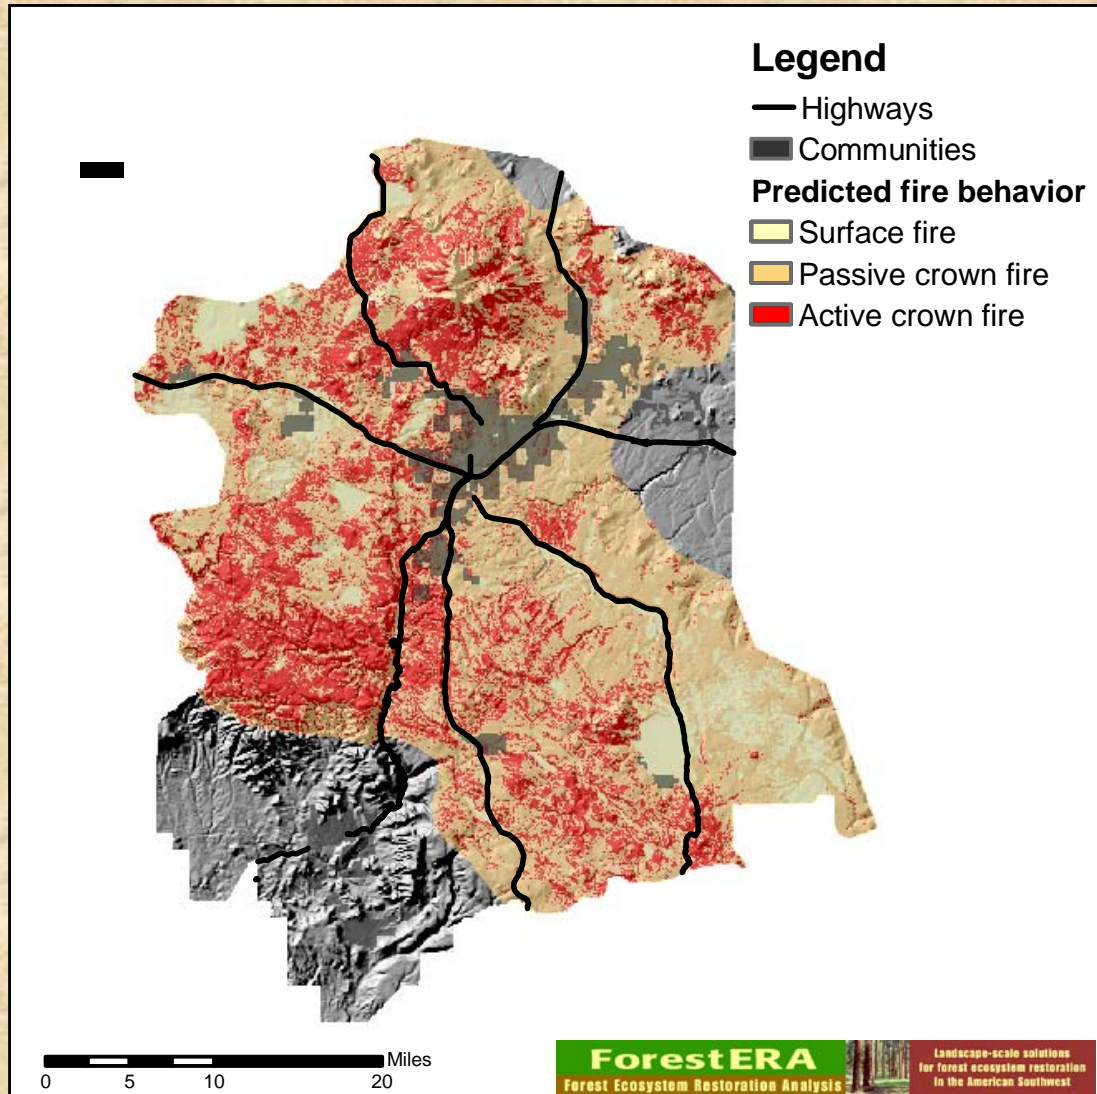 Legend
Highways
Communities
Predicted fire behavior
Surface fire
Passive crown fire
Active crown fire
Miles
0 5 10 20
ForestERA
Forest Ecosystem Restoration Analysis
Landscape-scale solutions
for forest ecosystem restoration
in the American Southwest